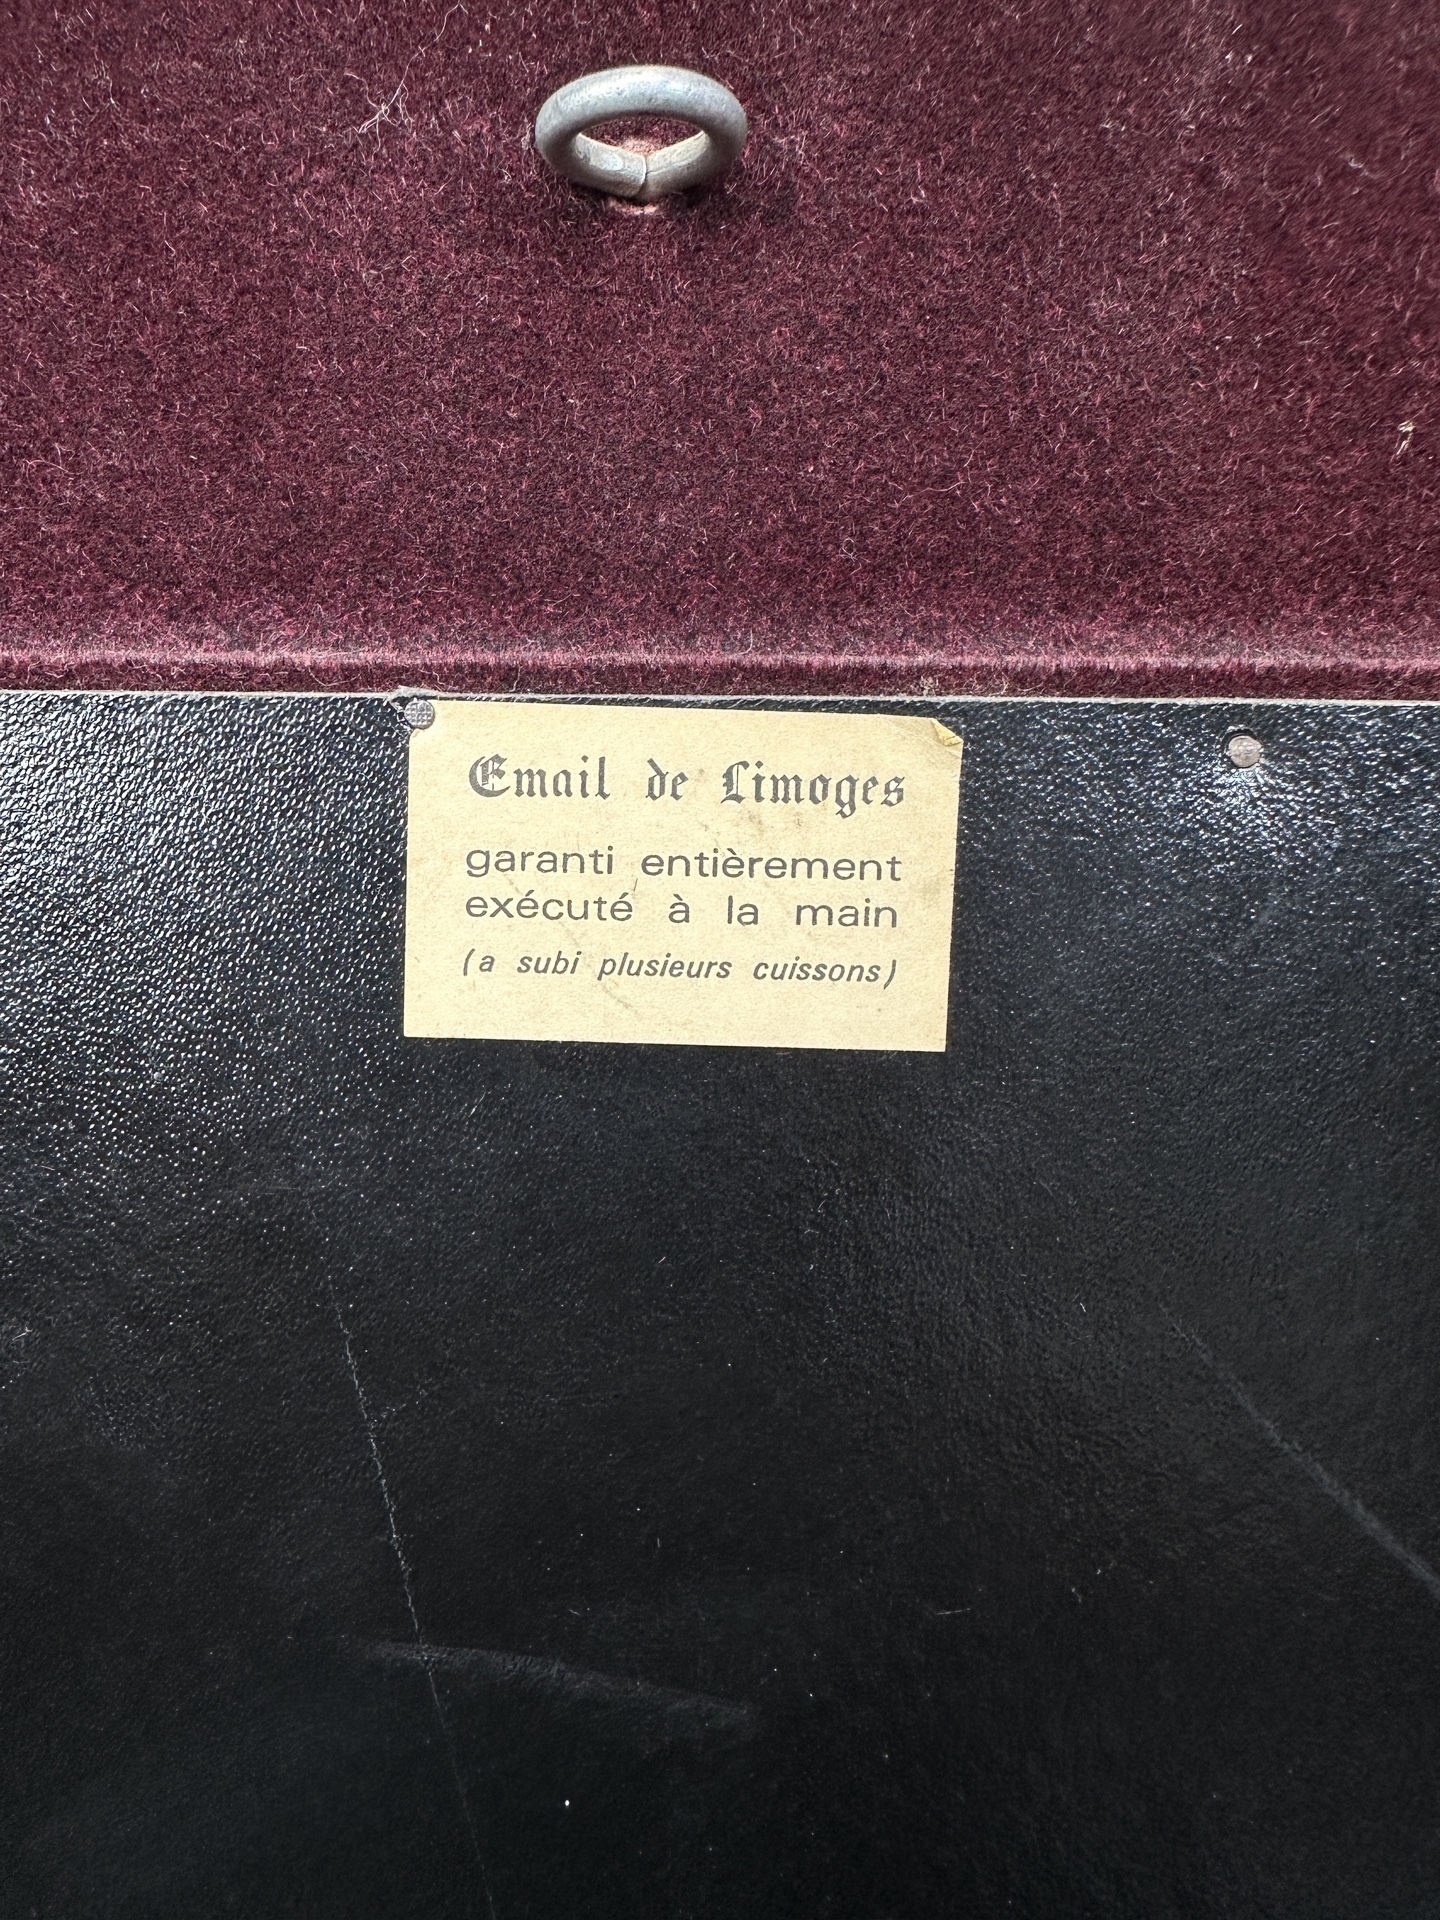 Email de Limoges
garanti entièrement
exécuté à la main
(a subi plusieurs cuissons)